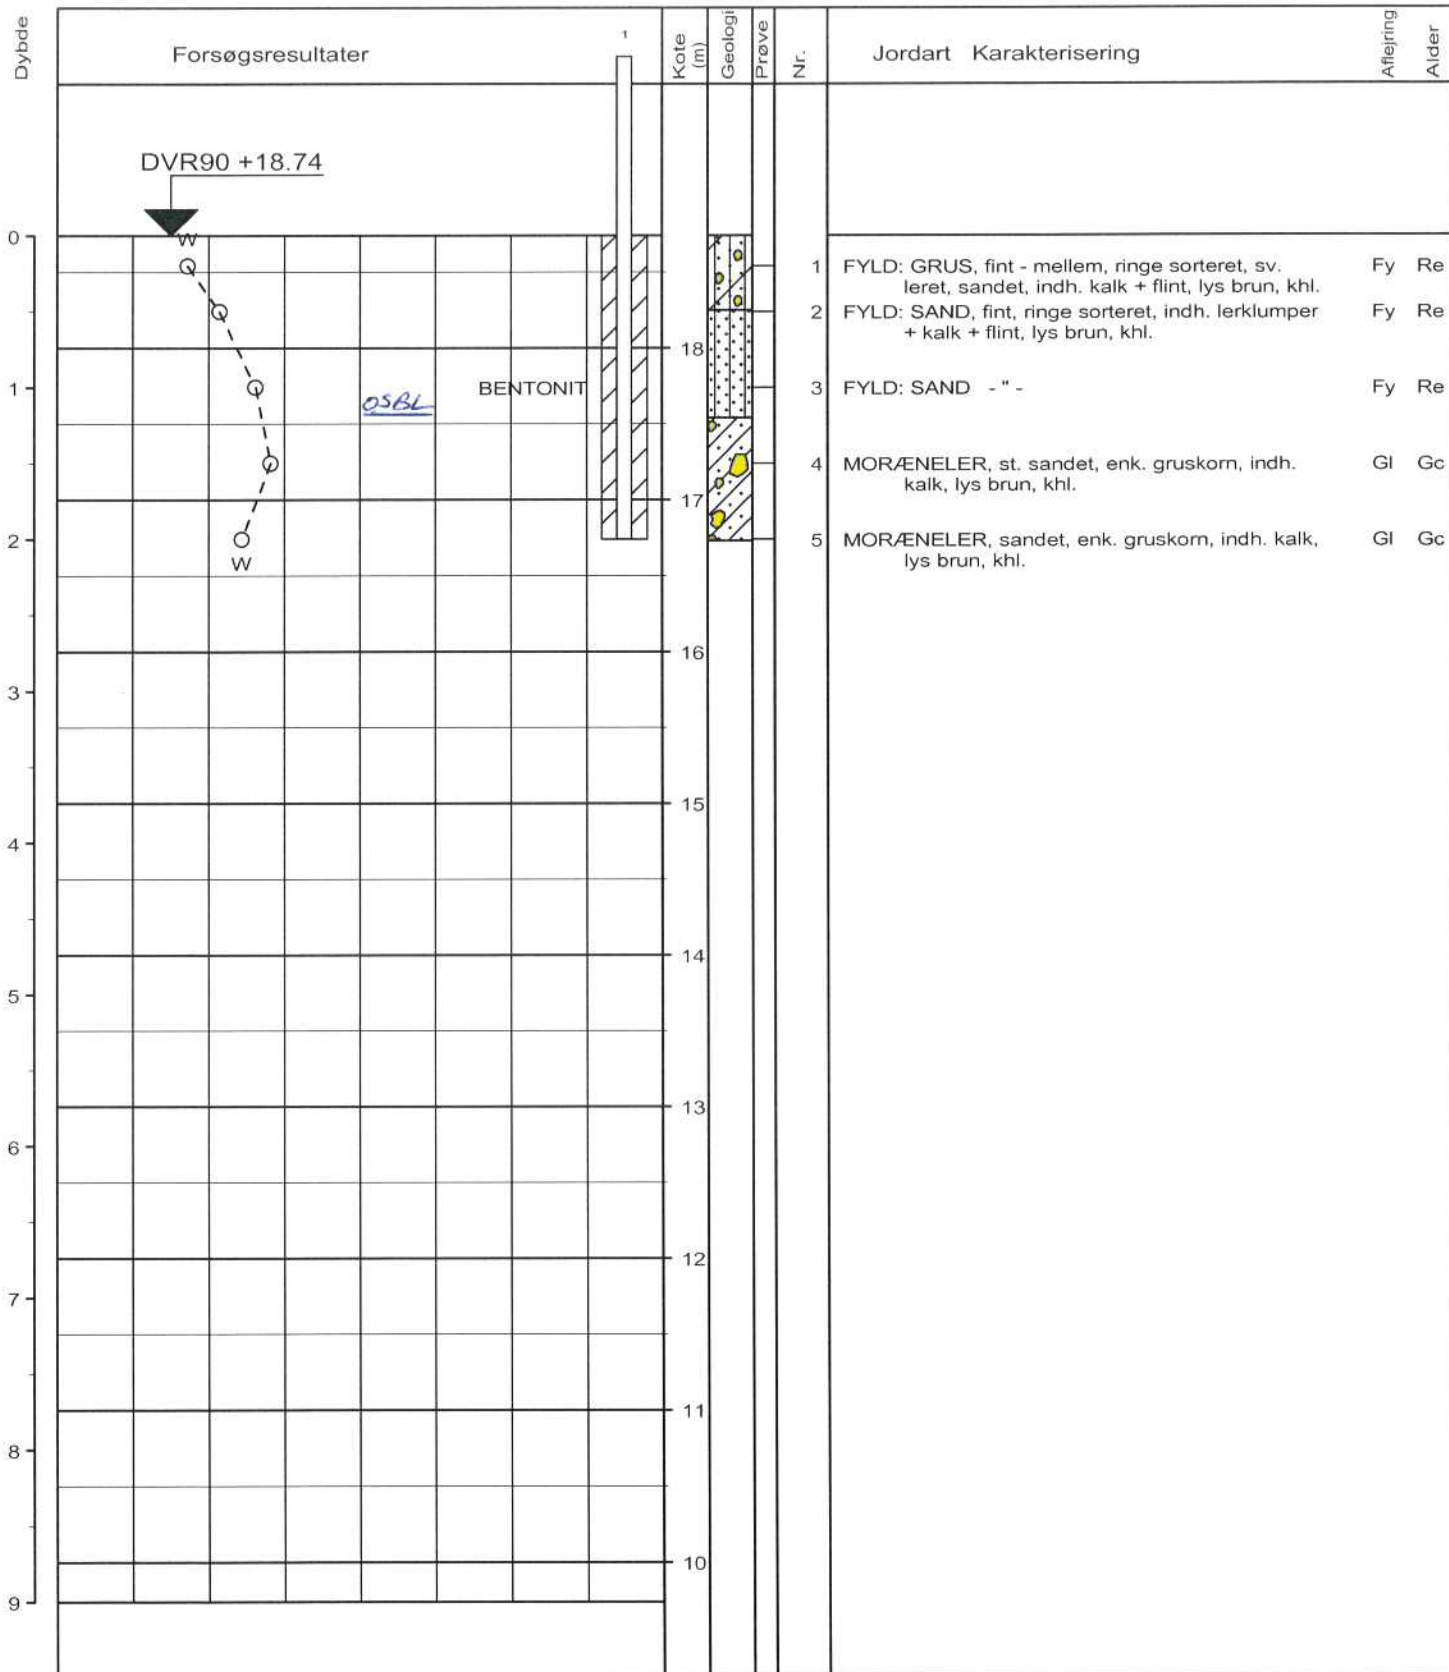 Dybde
Forsøgsresultater
1
Kote (m)
Geologi
Prøve
Nr.
Jordart Karakterisering
Aflejring
Alder
DVR90 +18.74
0
W
1 FYLD: GRUS, fint - mellem, ringe sorteret, sv. Fy Re
leret, sandet, indh. kalk + flint, lys brun, khl.
2 FYLD: SAND, fint, ringe sorteret, indh. lerklumper Fy Re
+ kalk + flint, lys brun, khl.
18
1 BENTONIT 3 FYLD: SAND - " - Fy Re
OSBL
4 MORÆNELER, st. sandet, enk. gruskorn, indh. Gl Gc
kalk, lys brun, khl.
17
2 5 MORÆNELER, sandet, enk. gruskorn, indh. kalk, Gl Gc
lys brun, khl.
W
16
3
15
4
14
5
13
6
12
7
11
8
10
9